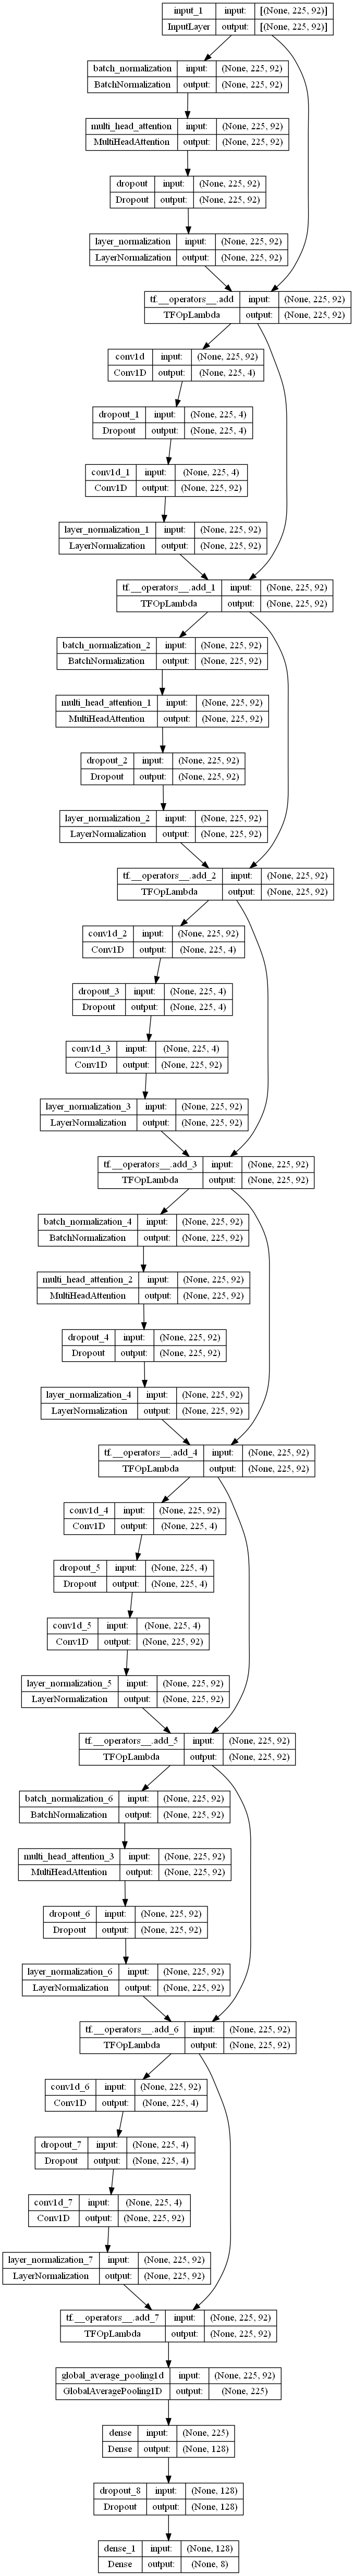 input_1 input: [(None, 225, 92)]
InputLayer output: [(None, 225, 92)]
batch_normalization input: (None, 225, 92)
BatchNormalization output: (None, 225, 92)
multi_head_attention input: (None, 225, 92)
MultiHeadAttention output: (None, 225, 92)
dropout input: (None, 225, 92)
Dropout output: (None, 225, 92)
layer_normalization input: (None, 225, 92)
LayerNormalization output: (None, 225, 92)
tf.__operators__.add input: (None, 225, 92)
TFOpLambda output: (None, 225, 92)
conv1d input: (None, 225, 92)
Conv1D output: (None, 225, 4)
dropout_1 input: (None, 225, 4)
Dropout output: (None, 225, 4)
conv1d_1 input: (None, 225, 4)
Conv1D output: (None, 225, 92)
layer_normalization_1 input: (None, 225, 92)
LayerNormalization output: (None, 225, 92)
tf.__operators__.add_1 input: (None, 225, 92)
TFOpLambda output: (None, 225, 92)
batch_normalization_2 input: (None, 225, 92)
BatchNormalization output: (None, 225, 92)
multi_head_attention_1 input: (None, 225, 92)
MultiHeadAttention output: (None, 225, 92)
dropout_2 input: (None, 225, 92)
Dropout output: (None, 225, 92)
layer_normalization_2 input: (None, 225, 92)
LayerNormalization output: (None, 225, 92)
tf.__operators__.add_2 input: (None, 225, 92)
TFOpLambda output: (None, 225, 92)
conv1d_2 input: (None, 225, 92)
Conv1D output: (None, 225, 4)
dropout_3 input: (None, 225, 4)
Dropout output: (None, 225, 4)
conv1d_3 input: (None, 225, 4)
Conv1D output: (None, 225, 92)
layer_normalization_3 input: (None, 225, 92)
LayerNormalization output: (None, 225, 92)
tf.__operators__.add_3 input: (None, 225, 92)
TFOpLambda output: (None, 225, 92)
batch_normalization_4 input: (None, 225, 92)
BatchNormalization output: (None, 225, 92)
multi_head_attention_2 input: (None, 225, 92)
MultiHeadAttention output: (None, 225, 92)
dropout_4 input: (None, 225, 92)
Dropout output: (None, 225, 92)
layer_normalization_4 input: (None, 225, 92)
LayerNormalization output: (None, 225, 92)
tf.__operators__.add_4 input: (None, 225, 92)
TFOpLambda output: (None, 225, 92)
conv1d_4 input: (None, 225, 92)
Conv1D output: (None, 225, 4)
dropout_5 input: (None, 225, 4)
Dropout output: (None, 225, 4)
conv1d_5 input: (None, 225, 4)
Conv1D output: (None, 225, 92)
layer_normalization_5 input: (None, 225, 92)
LayerNormalization output: (None, 225, 92)
tf.__operators__.add_5 input: (None, 225, 92)
TFOpLambda output: (None, 225, 92)
batch_normalization_6 input: (None, 225, 92)
BatchNormalization output: (None, 225, 92)
multi_head_attention_3 input: (None, 225, 92)
MultiHeadAttention output: (None, 225, 92)
dropout_6 input: (None, 225, 92)
Dropout output: (None, 225, 92)
layer_normalization_6 input: (None, 225, 92)
LayerNormalization output: (None, 225, 92)
tf.__operators__.add_6 input: (None, 225, 92)
TFOpLambda output: (None, 225, 92)
conv1d_6 input: (None, 225, 92)
Conv1D output: (None, 225, 4)
dropout_7 input: (None, 225, 4)
Dropout output: (None, 225, 4)
conv1d_7 input: (None, 225, 4)
Conv1D output: (None, 225, 92)
layer_normalization_7 input: (None, 225, 92)
LayerNormalization output: (None, 225, 92)
tf.__operators__.add_7 input: (None, 225, 92)
TFOpLambda output: (None, 225, 92)
global_average_pooling1d input: (None, 225, 92)
GlobalAveragePooling1D output: (None, 225)
dense input: (None, 225)
Dense output: (None, 128)
dropout_8 input: (None, 128)
Dropout output: (None, 128)
dense_1 input: (None, 128)
Dense output: (None, 8)